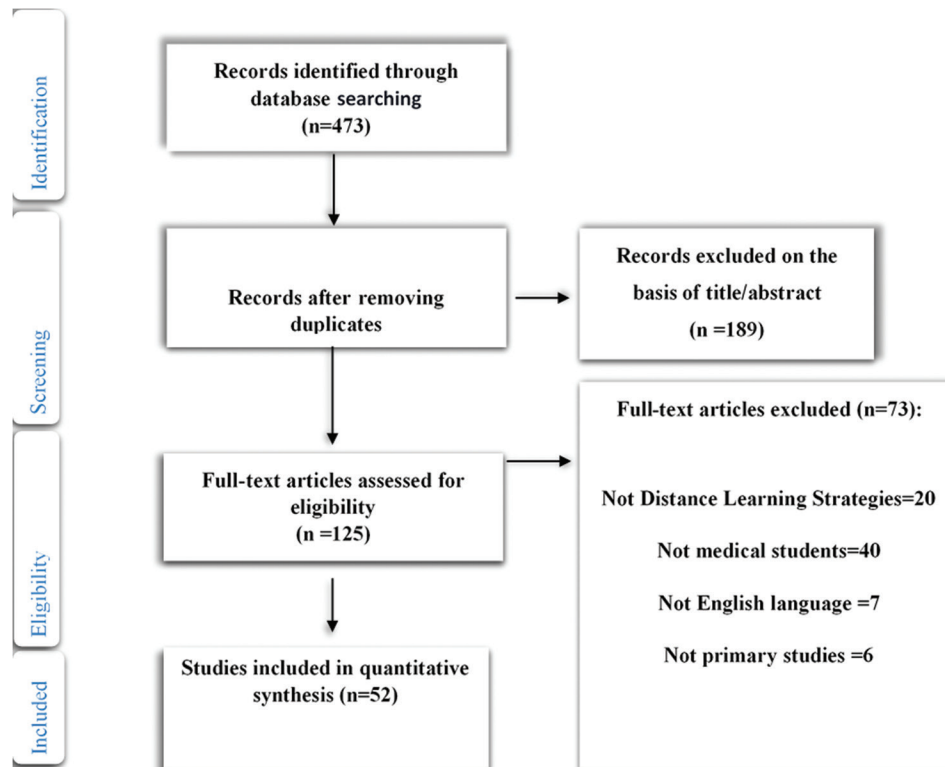 Identification
Records identified through
database searching
(n=473)
Screening
Records after removing
duplicates
Records excluded on the
basis of title/abstract
(n =189)
Eligibility
Full-text articles assessed for
eligibility
(n =125)
Full-text articles excluded (n=73):
Not Distance Learning Strategies=20
Not medical students=40
Not English language =7
Not primary studies =6
Included
Studies included in quantitative
synthesis (n=52)